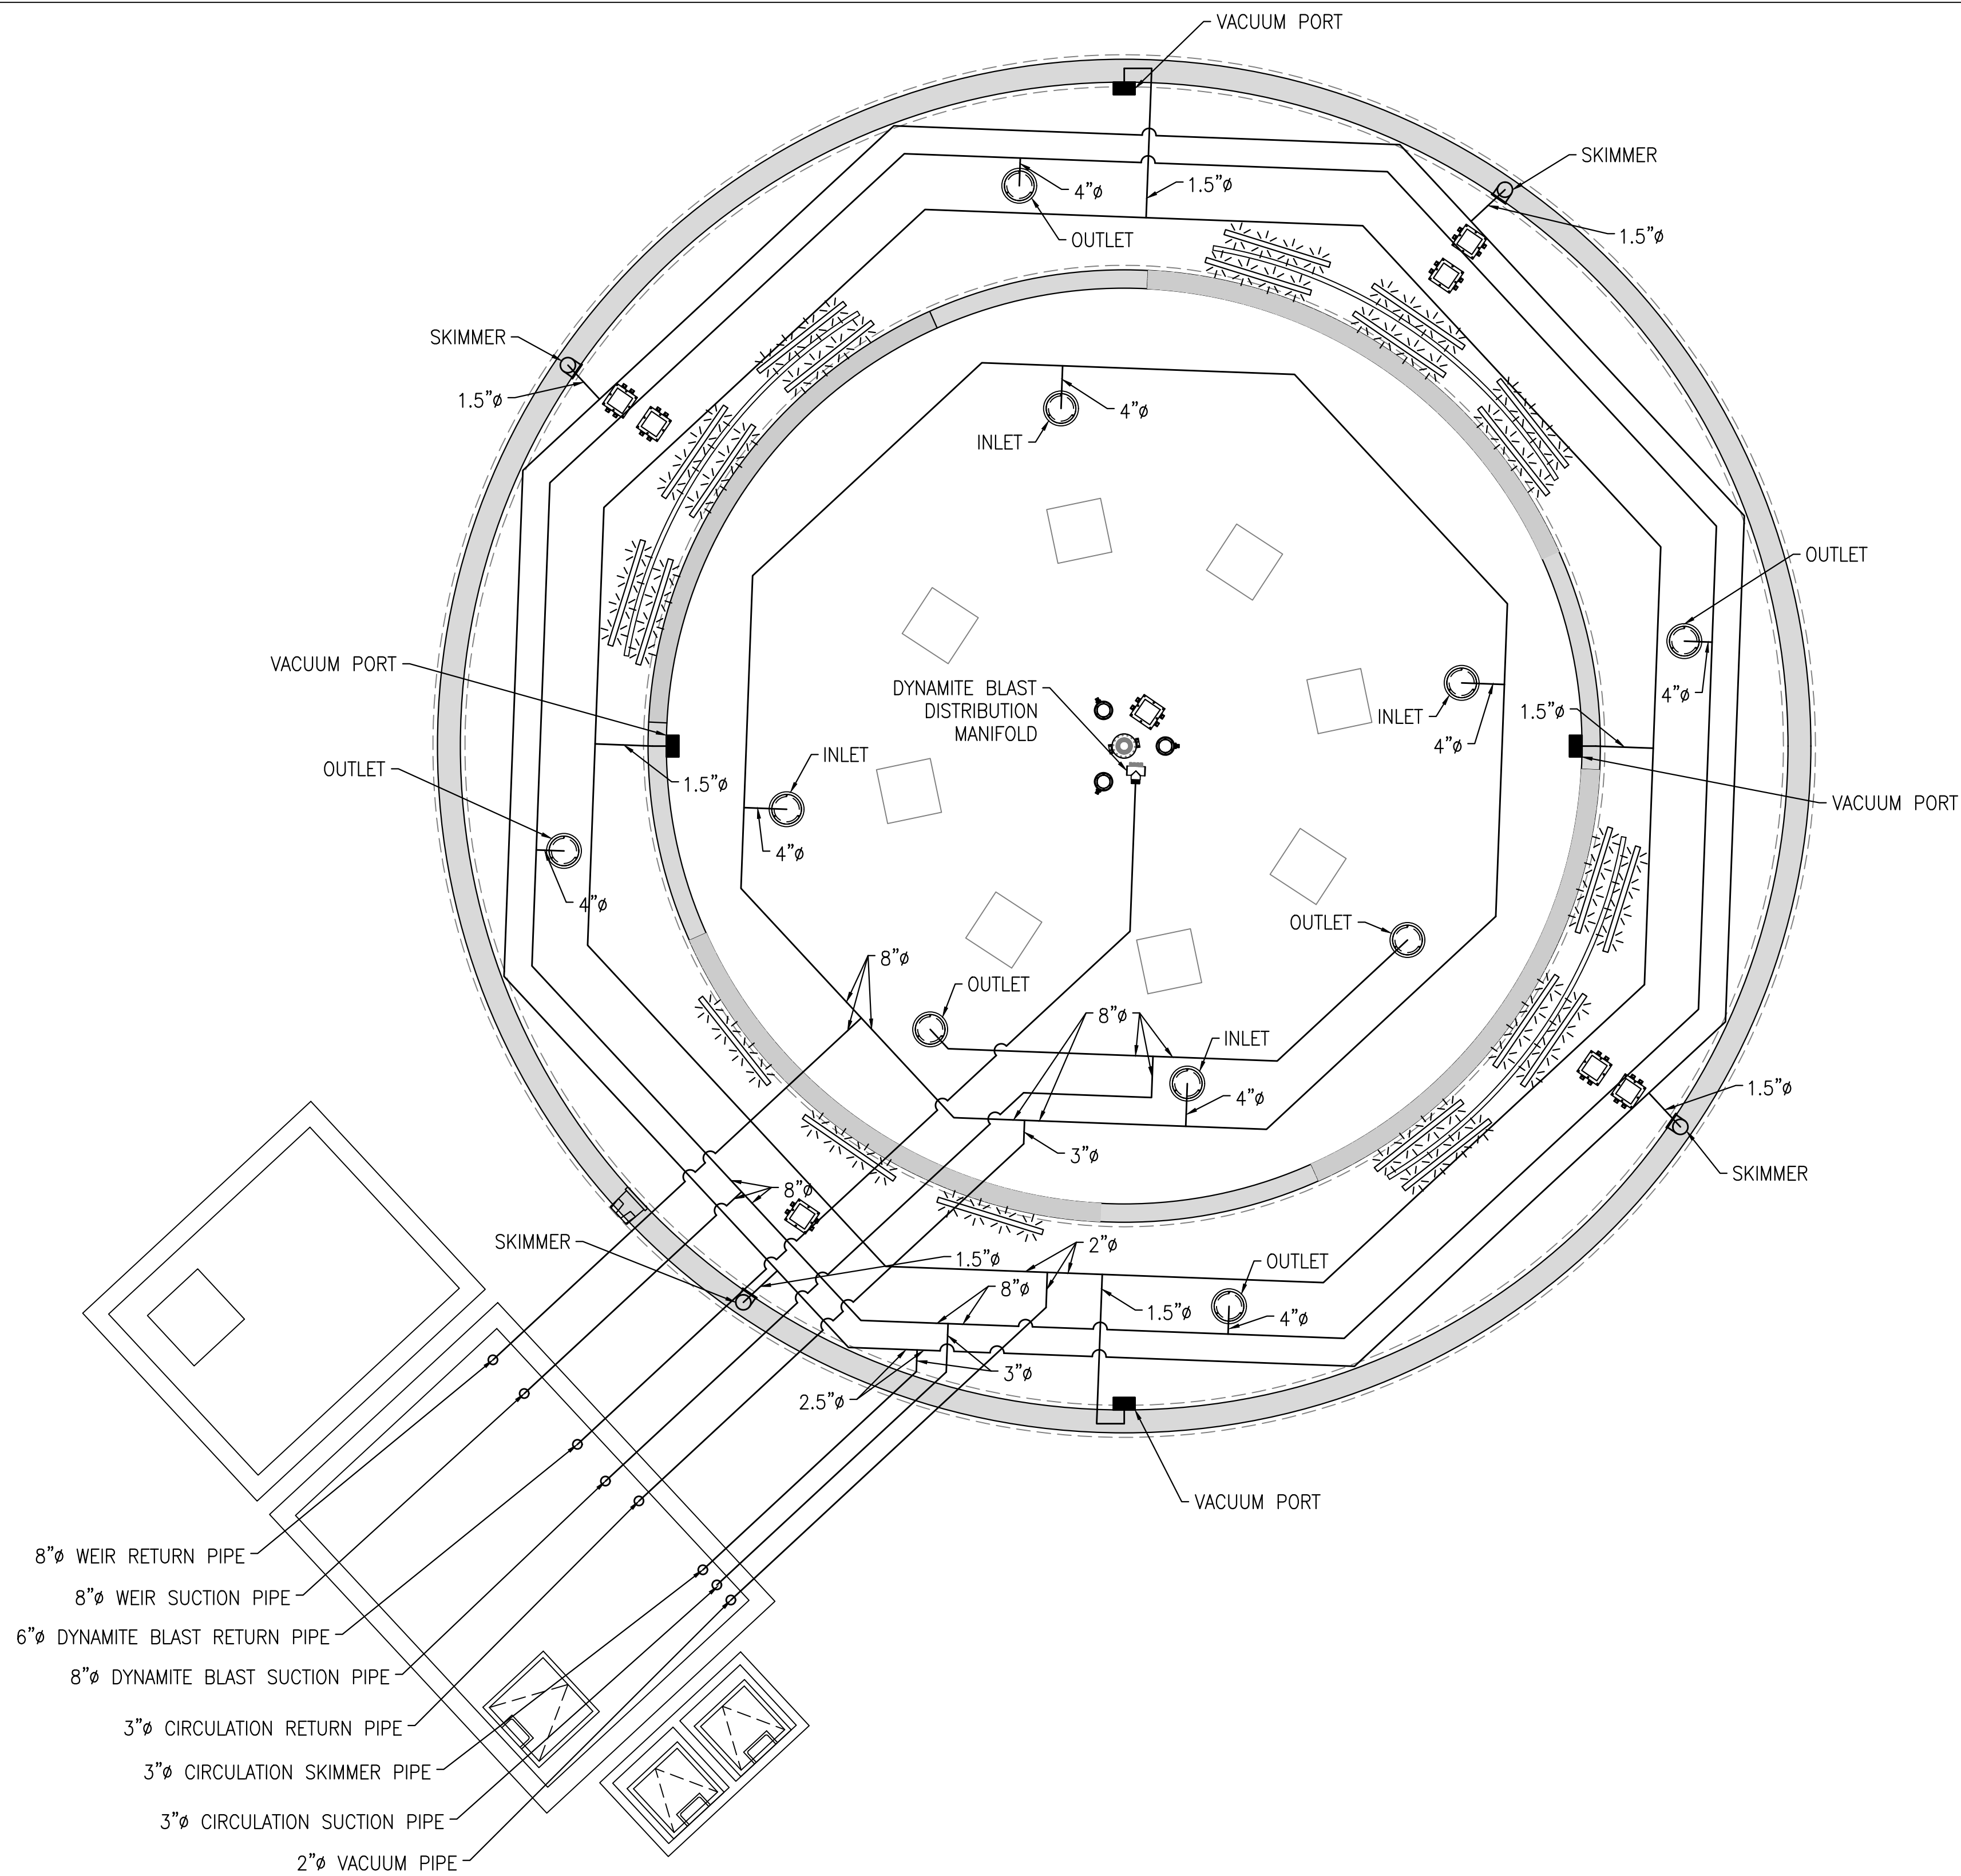 VACUUM PORT
SKIMMER
4"ø
1.5"ø
1.5"ø
OUTLET
SKIMMER
1.5"ø
4"ø
INLET
OUTLET
VACUUM PORT
DYNAMITE BLAST
DISTRIBUTION
MANIFOLD
4"ø
INLET
1.5"ø
4"ø
INLET
OUTLET
1.5"ø
VACUUM PORT
4"ø
4"ø
OUTLET
8"ø
OUTLET
8"ø
INLET
1.5"ø
4"ø
3"ø
SKIMMER
8"ø
SKIMMER
2"ø
1.5"ø
OUTLET
8"ø
1.5"ø
4"ø
3"ø
2.5"ø
VACUUM PORT
8"ø WEIR RETURN PIPE
8"ø WEIR SUCTION PIPE
6"ø DYNAMITE BLAST RETURN PIPE
8"ø DYNAMITE BLAST SUCTION PIPE
3"ø CIRCULATION RETURN PIPE
3"ø CIRCULATION SKIMMER PIPE
3"ø CIRCULATION SUCTION PIPE
2"ø VACUUM PIPE